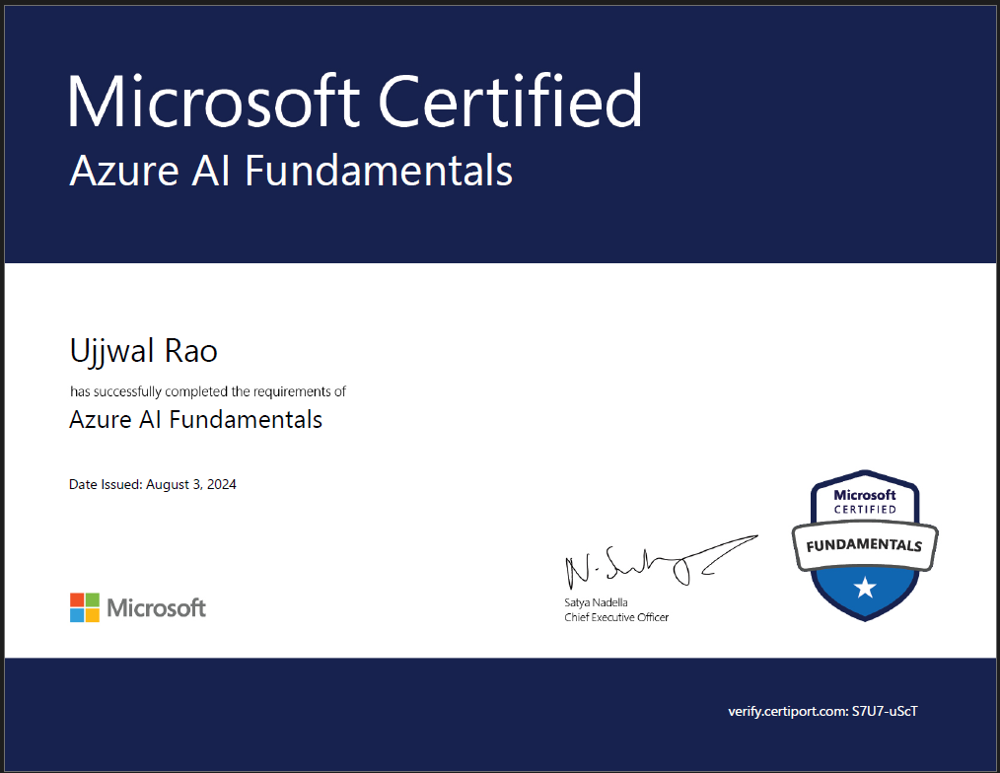 Microsoft Certified
Azure AI Fundamentals
Ujjwal Rao
has successfully completed the requirements of
Azure AI Fundamentals
Date Issued: August 3, 2024
Microsoft
CERTIFIED
FUNDAMENTALS
Satya Nadella
Chief Executive Officer
Microsoft
verify.certiport.com: S7U7-uScT